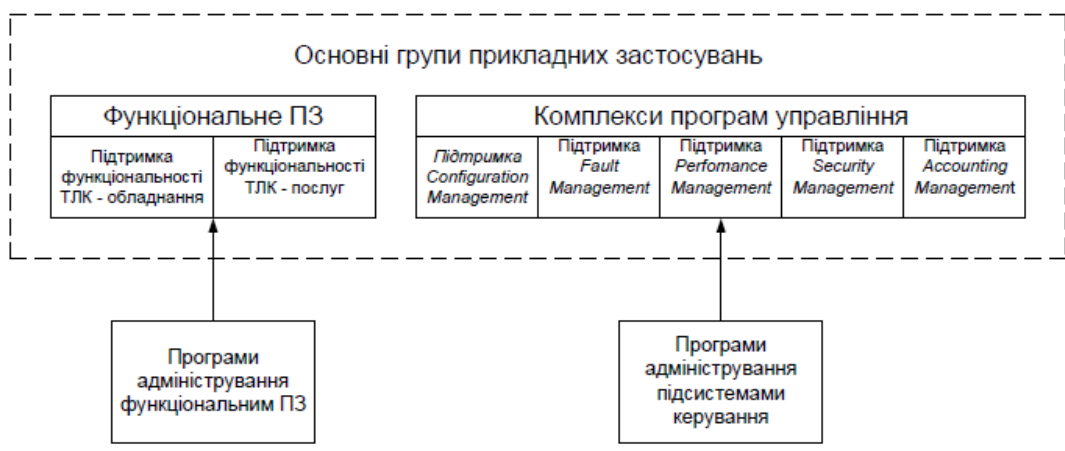 Основні групи прикладних застосувань
Функціональне ПЗ
Підтримка
функціональності
ТЛК - обладнання
Підтримка
функціональності
ТЛК - послуг
Комплекси програм управління
Підтримка
Configuration
Management
Підтримка
Fault
Management
Підтримка
Perfomance
Management
Підтримка
Security
Management
Підтримка
Accounting
Management
Програми
адміністрування
функціональним ПЗ
Програми
адміністрування
підсистемами
керування